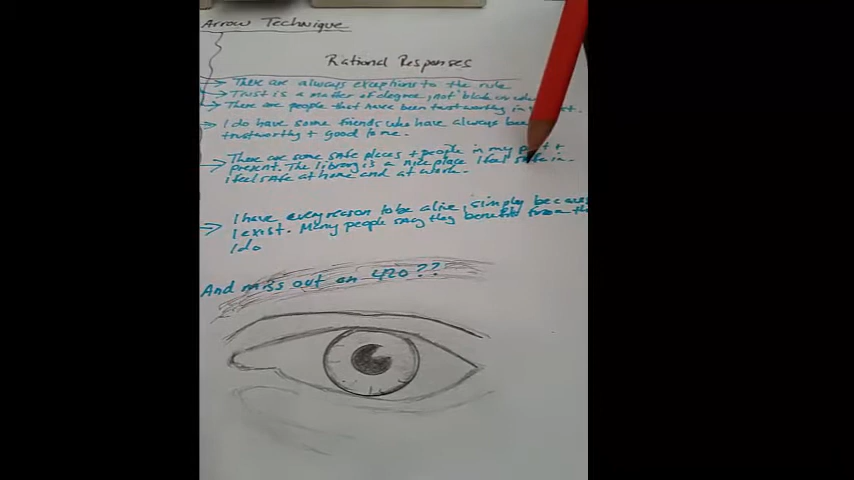 Arrow Technique
Rational Responses
There are always exceptions to the rule
Trust is a matter of degree, not black or
There are people that have been trustworthy in
I do have some friends who have always been
trustworthy + good to me.
There are some safe places + people in my past +
present. The library is a nice place I feel safe in.
I feel safe at home and at work.
I have every reason to be alive, simply because
I exist. Many people say they benefit from the
I do
And miss out on 420??